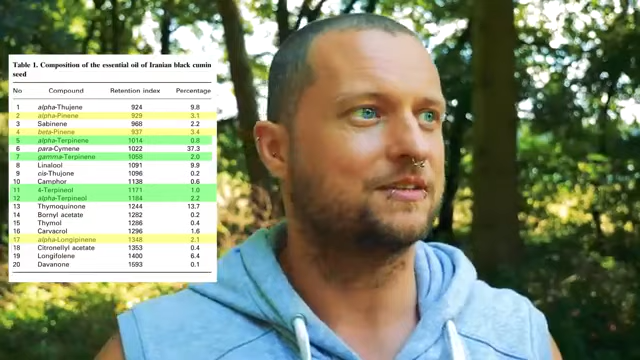 Table 1. Composition of the essential oil of Iranian black cumin
seed
No Compound Retention index Percentage
1 alpha-Thujene 924 9.8
2 alpha-Pinene 929 3.1
3 Sabinene 968 2.2
4 beta-Pinene 937 3.4
5 alpha-Terpinene 1014 0.8
6 para-Cymene 1022 37.3
7 gamma-Terpinene 1058 2.0
8 Linalool 1091 9.9
9 cis-Thujone 1096 0.2
10 Camphor 1138 0.6
11 4-Terpineol 1171 1.0
12 alpha-Terpineol 1184 2.2
13 Thymoquinone 1244 13.7
14 Bornyl acetate 1282 0.2
15 Thymol 1286 0.4
16 Carvacrol 1296 1.6
17 alpha-Longipinene 1348 2.1
18 Citronellyl acetate 1353 0.4
19 Longifolene 1400 6.4
20 Davanone 1593 0.1